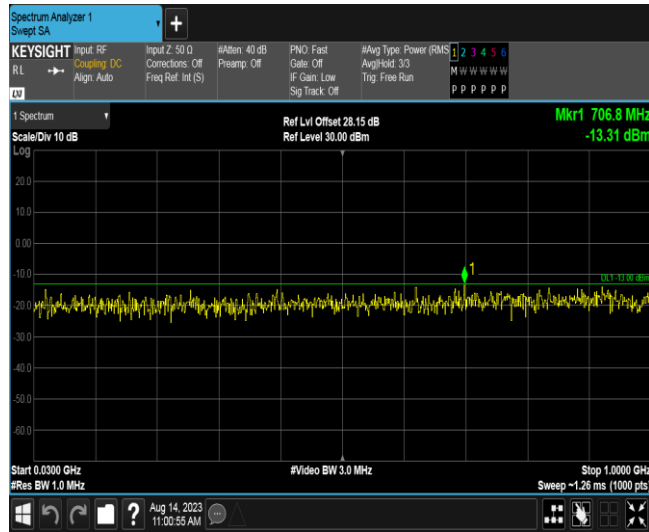 Spectrum Analyzer 1
Swept SA
+
KEYSIGHT
RL
LXI
Input: RF
Coupling: DC
Align: Auto
Input Z: 50 Ω
Corrections: Off
Freq Ref: Int (S)
#Atten: 40 dB
Preamp: Off
PNO: Fast
Gate: Off
IF Gain: Low
Sig Track: Off
#Avg Type: Power (RMS
Avg|Hold: 3/3
Trig: Free Run
1 2 3 4 5 6
M W W W W W
P P P P P P
1 Spectrum
Scale/Div 10 dB
Log
Ref Lvl Offset 28.15 dB
Ref Level 30.00 dBm
Mkr1 706.8 MHz
-13.31 dBm
20.0
10.0
0.00
-10.0
-20.0
-30.0
-40.0
-50.0
-60.0
1
DL1 -13.00 dBm
Start 0.0300 GHz
#Res BW 1.0 MHz
#Video BW 3.0 MHz
Stop 1.0000 GHz
Sweep ~1.26 ms (1000 pts)
?
Aug 14, 2023
11:00:55 AM